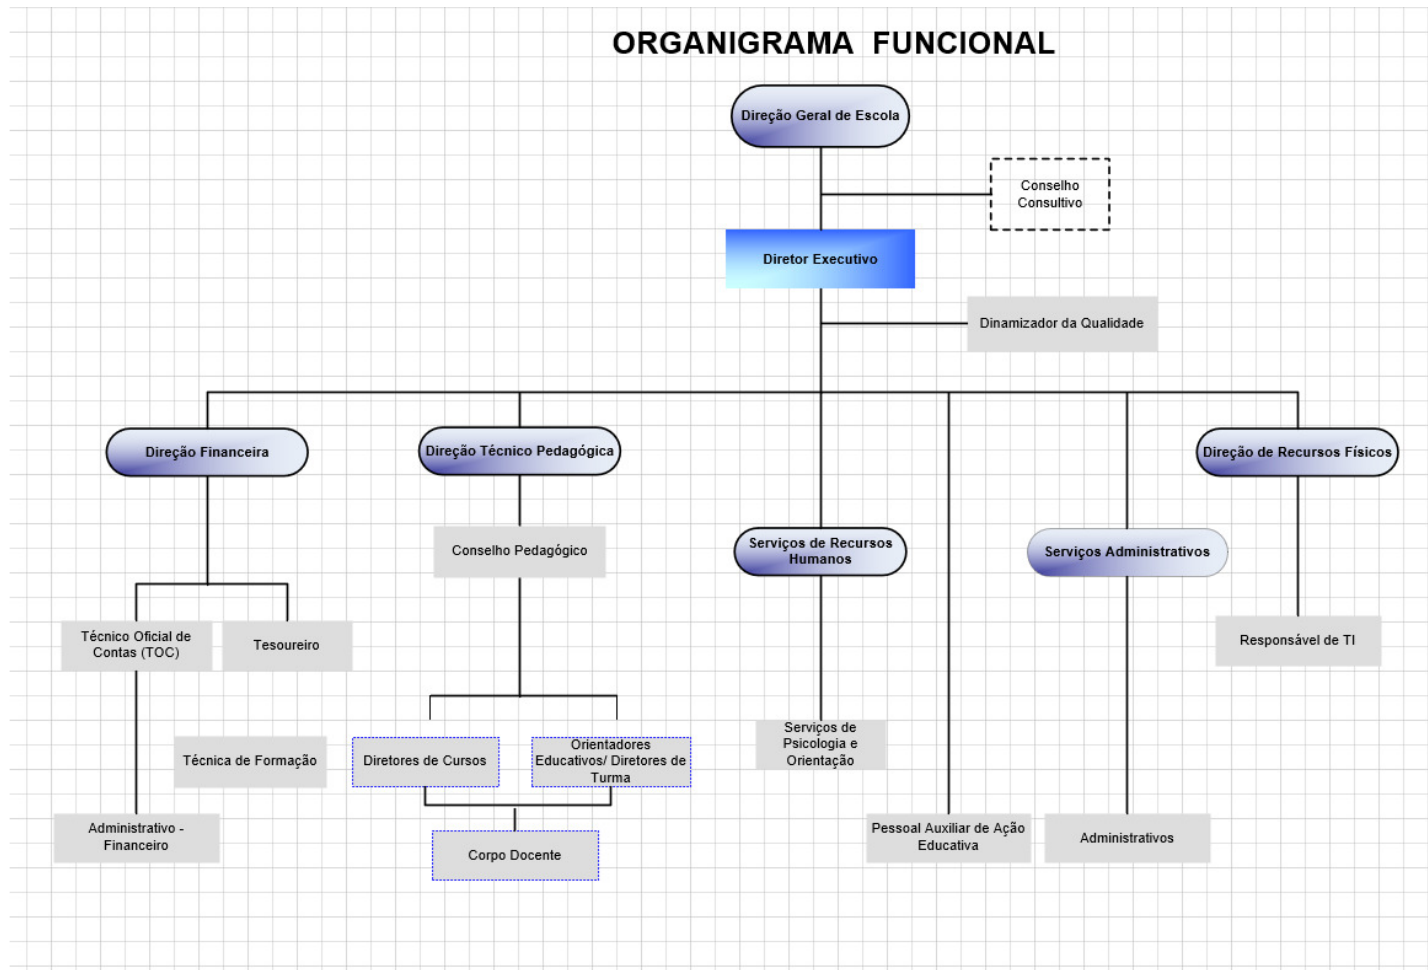 ORGANIGRAMA FUNCIONAL
Direção Geral de Escola
Conselho
Consultivo
Diretor Executivo
Dinamizador da Qualidade
Direção Financeira
Direção Técnico Pedagógica
Direção de Recursos Físicos
Conselho Pedagógico
Serviços de Recursos
Humanos
Serviços Administrativos
Técnico Oficial de
Contas (TOC)
Tesoureiro
Responsável de TI
Técnica de Formação
Diretores de Cursos
Orientadores
Educativos/ Diretores de
Turma
Serviços de
Psicologia e
Orientação
Administrativo -
Financeiro
Corpo Docente
Pessoal Auxiliar de Ação
Educativa
Administrativos